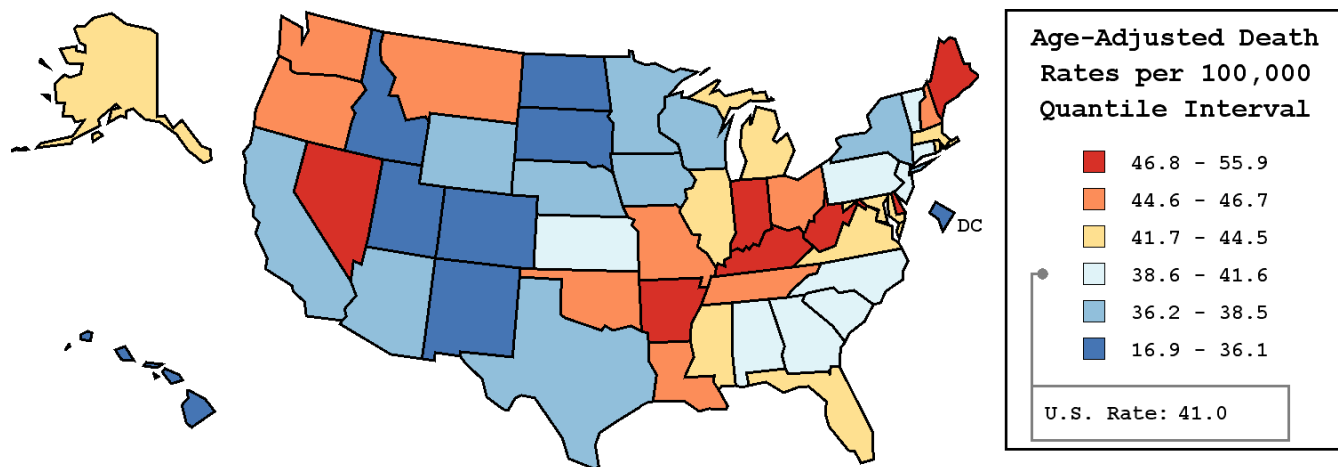 Age-Adjusted Death
Rates per 100,000
Quantile Interval
46.8 - 55.9
44.6 - 46.7
41.7 - 44.5
38.6 - 41.6
36.2 - 38.5
16.9 - 36.1
U.S. Rate: 41.0
DC